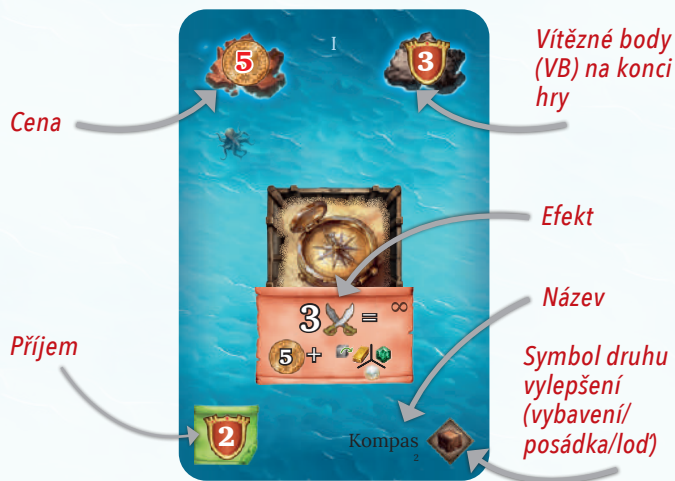 5
I
3
Vítězné body
(VB) na konci
hry
Cena
Efekt
3 = ∞
5 +
Název
Příjem
Symbol druhu
vylepšení
(vybavení/
posádka/loď)
2
Kompas
2